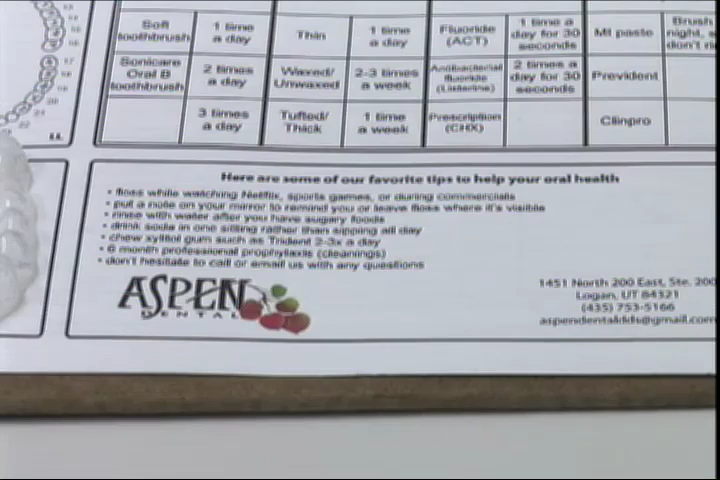 Soft toothbrush
1 time a day
Thin
1 time a day
Fluoride (ACT)
1 time a day for 30 seconds
MI paste
Brush
night, s
don't ri
Sonicare Oral B toothbrush
2 times a day
Waxed/ Unwaxed
2-3 times a week
Antibacterial fluoride (Listerine)
2 times a day for 30 seconds
Prevident
3 times a day
Tufted/ Thick
1 time a week
Prescription (CHX)
Clinpro
LL
Here are some of our favorite tips to help your oral health
• floss while watching Netflix, sports games, or during commercials
• put a note on your mirror to remind you or leave floss where it's visible
• rinse with water after you have sugary foods
• drink soda in one sitting rather than sipping all day
• chew xylitol gum such as Trident 2-3x a day
• 6 month professional prophylaxis (cleanings)
• don't hesitate to call or email us with any questions
ASPEN
DENTAL
1451 North 200 East, Ste. 200
Logan, UT 84321
(435) 753-5166
aspendentaldds@gmail.com